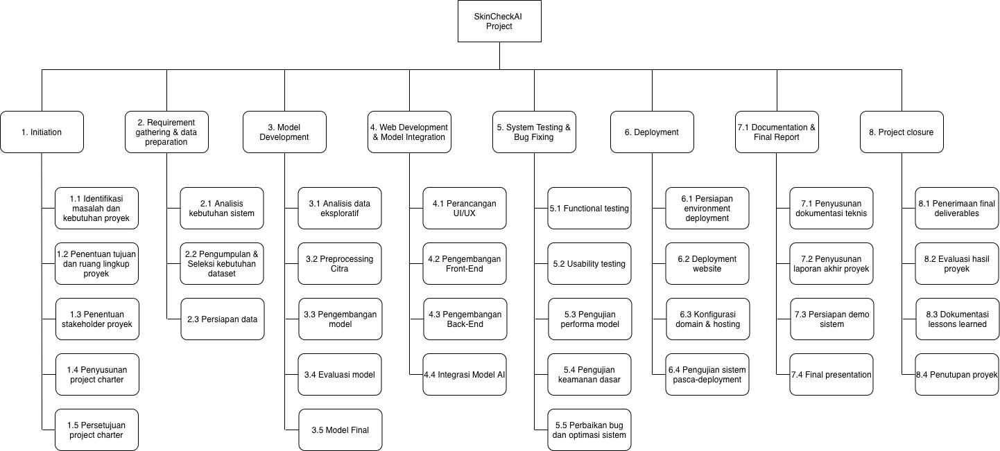 SkinCheckAI
Project
1. Initiation
2. Requirement
gathering & data
preparation
3. Model
Development
4. Web Development
& Model Integration
5. System Testing &
Bug Fixing
6. Deployment
7.1 Documentation &
Final Report
8. Project closure
1.1 Identifikasi
masalah dan
kebutuhan proyek
1.2 Penentuan tujuan
dan ruang lingkup
proyek
1.3 Penentuan
stakeholder proyek
1.4 Penyusunan
project charter
1.5 Persetujuan
project charter
2.1 Analisis
kebutuhan sistem
2.2 Pengumpulan &
Seleksi kebutuhan
dataset
2.3 Persiapan data
3.1 Analisis data
eksploratif
3.2 Preprocessing
Citra
3.3 Pengembangan
model
3.4 Evaluasi model
3.5 Model Final
4.1 Perancangan
UI/UX
4.2 Pengembangan
Front-End
4.3 Pengembangan
Back-End
4.4 Integrasi Model AI
5.1 Functional testing
5.2 Usability testing
5.3 Pengujian
performa model
5.4 Pengujian
keamanan dasar
5.5 Perbaikan bug
dan optimasi sistem
6.1 Persiapan
environment
deployment
6.2 Deployment
website
6.3 Konfigurasi
domain & hosting
6.4 Pengujian sistem
pasca-deployment
7.1 Penyusunan
dokumentasi teknis
7.2 Penyusunan
laporan akhir proyek
7.3 Persiapan demo
sistem
7.4 Final presentation
8.1 Penerimaan final
deliverables
8.2 Evaluasi hasil
proyek
8.3 Dokumentasi
lessons learned
8.4 Penutupan proyek